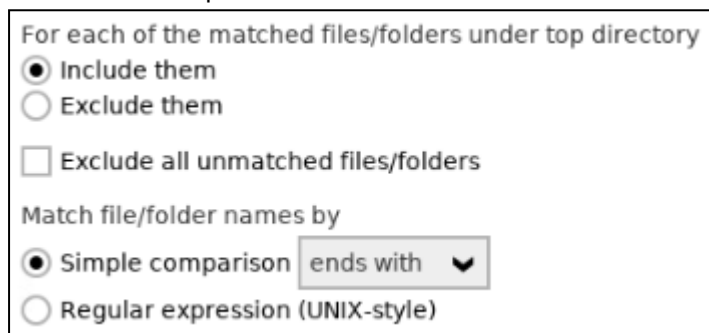 For each of the matched files/folders under top directory
Include them
Exclude them
Exclude all unmatched files/folders
Match file/folder names by
Simple comparison ends with
Regular expression (UNIX-style)